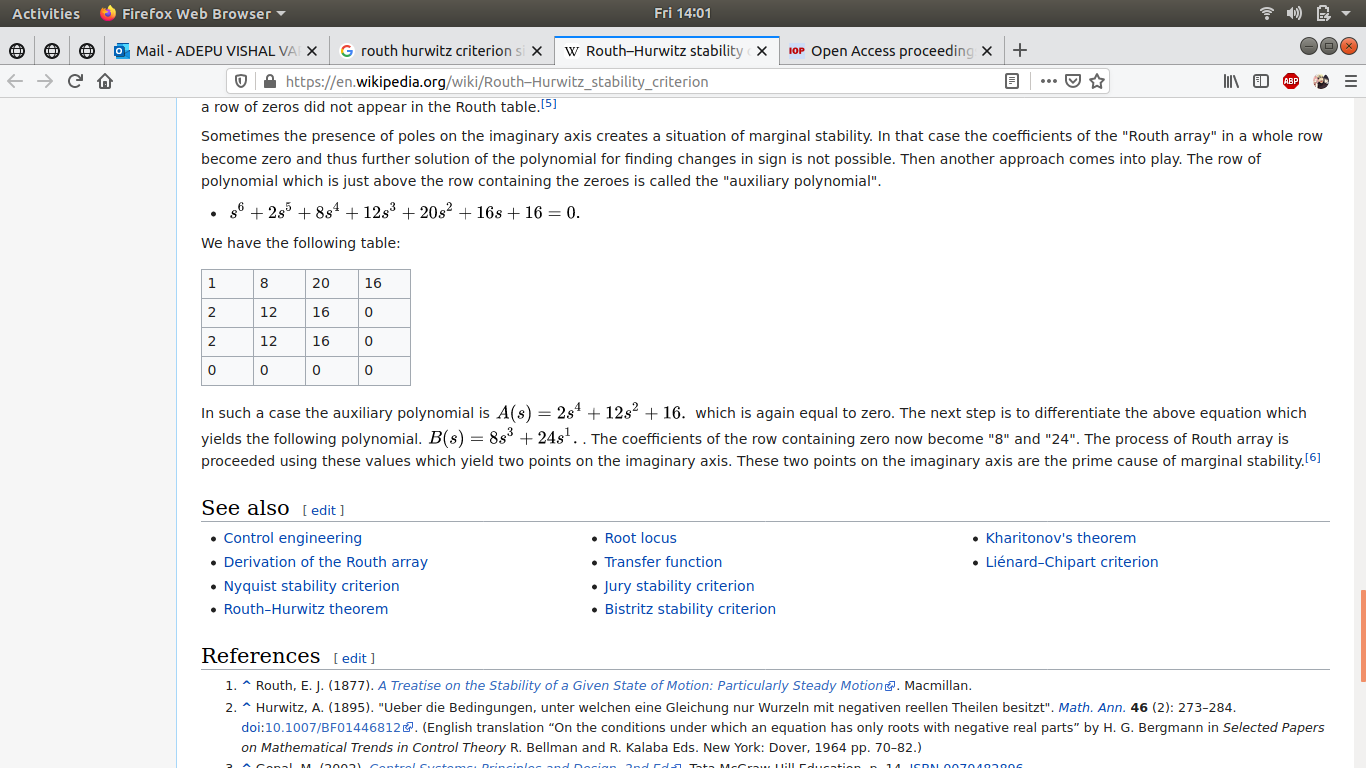 Activities Firefox Web Browser Fri 14:01
Mail - ADEPU VISHAL VA routh hurwitz criterion s Routh–Hurwitz stability Open Access proceeding
https://en.wikipedia.org/wiki/Routh–Hurwitz_stability_criterion ABP
a row of zeros did not appear in the Routh table.[5]
Sometimes the presence of poles on the imaginary axis creates a situation of marginal stability. In that case the coefficients of the "Routh array" in a whole row
become zero and thus further solution of the polynomial for finding changes in sign is not possible. Then another approach comes into play. The row of
polynomial which is just above the row containing the zeroes is called the "auxiliary polynomial".
• s^6 + 2s^5 + 8s^4 + 12s^3 + 20s^2 + 16s + 16 = 0.
We have the following table:
1 8 20 16
2 12 16 0
2 12 16 0
0 0 0 0
In such a case the auxiliary polynomial is A(s) = 2s^4 + 12s^2 + 16. which is again equal to zero. The next step is to differentiate the above equation which
yields the following polynomial. B(s) = 8s^3 + 24s^1. . The coefficients of the row containing zero now become "8" and "24". The process of Routh array is
proceeded using these values which yield two points on the imaginary axis. These two points on the imaginary axis are the prime cause of marginal stability.[6]
See also [ edit ]
• Control engineering
• Derivation of the Routh array
• Nyquist stability criterion
• Routh–Hurwitz theorem
• Root locus
• Transfer function
• Jury stability criterion
• Bistritz stability criterion
• Kharitonov's theorem
• Liénard–Chipart criterion
References [ edit ]
1. ^ Routh, E. J. (1877). A Treatise on the Stability of a Given State of Motion: Particularly Steady Motion. Macmillan.
2. ^ Hurwitz, A. (1895). "Ueber die Bedingungen, unter welchen eine Gleichung nur Wurzeln mit negativen reellen Theilen besitzt". Math. Ann. 46 (2): 273–284.
doi:10.1007/BF01446812. (English translation “On the conditions under which an equation has only roots with negative real parts” by H. G. Bergmann in Selected Papers
on Mathematical Trends in Control Theory R. Bellman and R. Kalaba Eds. New York: Dover, 1964 pp. 70–82.)
3. ^ Gopal, M. (2002). Control Systems: Principles and Design, 2nd Ed. Tata McGraw-Hill Education. p. 14. ISBN 0070482896